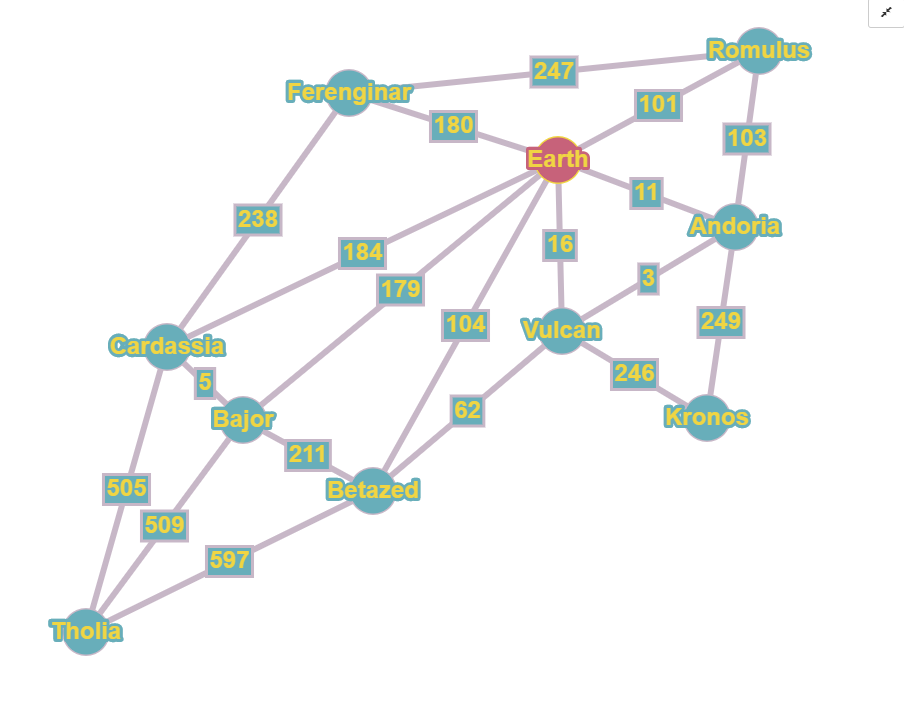 Romulus
247
Ferenginar
101
180
103
Earth
11
238
Andoria
16
184
3
179
Vulcan
104
249
Cardassia
246
5
62
Bajor
Kronos
211
505
Betazed
509
597
Tholia